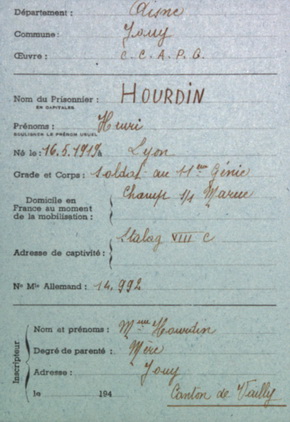 Département : Aisne
Commune : Jouy
Œuvre : C. C. A. P. G.
Nom du Prisonnier : HOURDIN
EN CAPITALES
Prénoms : Henri
SOULIGNER LE PRÉNOM USUEL
Né le : 16.5.1919 à Lyon
Grade et Corps : soldat au 11ème Génie
Domicile en France au moment de la mobilisation : Champ s/ Marne
Adresse de captivité : Stalag VIII C
No Mle Allemand : 14.992
Inscripteur
Nom et prénoms : Mme Hourdin
Degré de parenté : Mère
Adresse : Jouy
le 194
Canton de Vailly